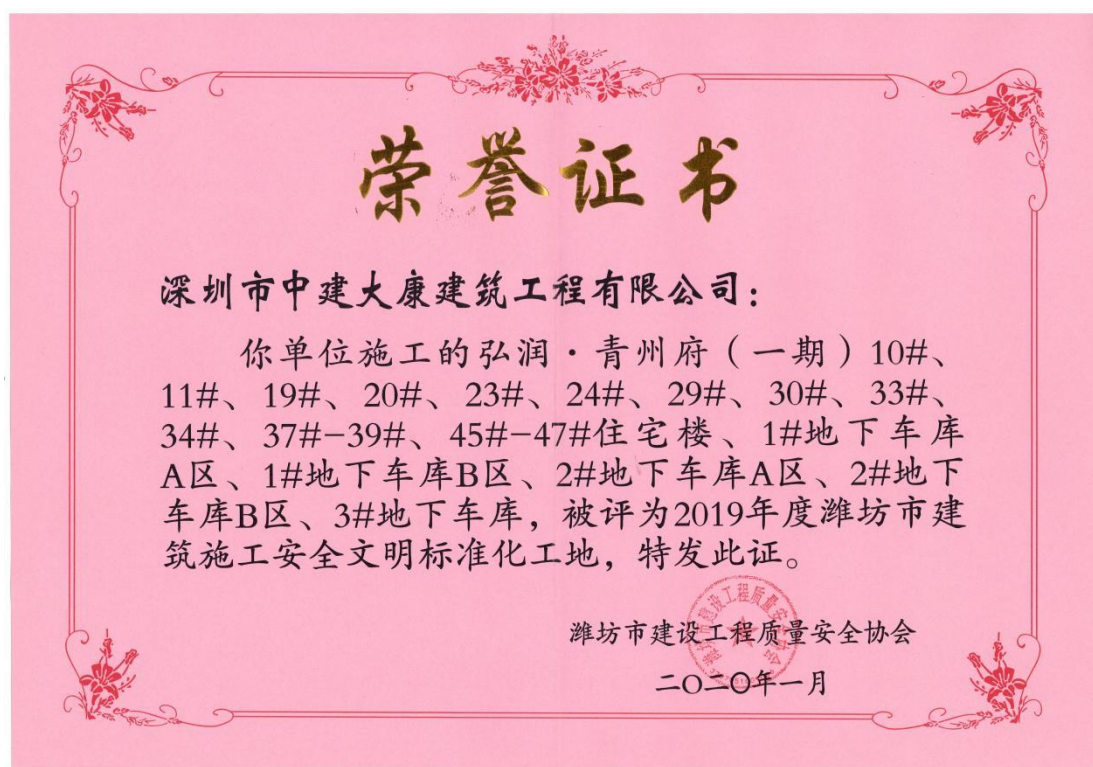 荣誉证书
深圳市中建大康建筑工程有限公司：
你单位施工的弘润·青州府（一期）10#、
11#、19#、20#、23#、24#、29#、30#、33#、
34#、37#-39#、45#-47#住宅楼、1#地下车库
A区、1#地下车库B区、2#地下车库A区、2#地下
车库B区、3#地下车库，被评为2019年度潍坊市建
筑施工安全文明标准化工地，特发此证。
潍坊市建设工程质量安全协会
二〇二〇年一月